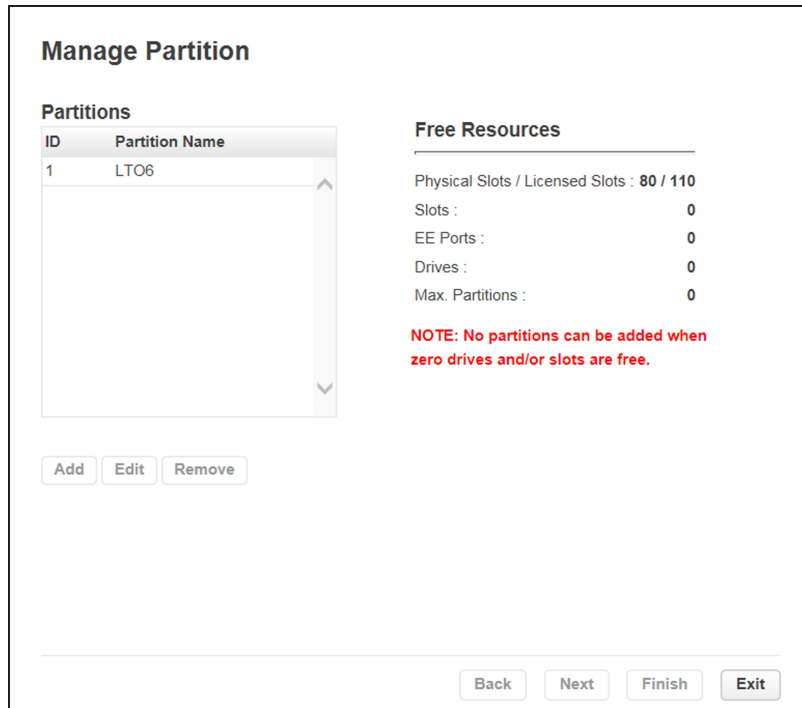 Manage Partition
Partitions
ID Partition Name
1 LTO6
Add Edit Remove
Free Resources
Physical Slots / Licensed Slots : 80 / 110
Slots : 0
EE Ports : 0
Drives : 0
Max. Partitions : 0
NOTE: No partitions can be added when
zero drives and/or slots are free.
Back Next Finish Exit